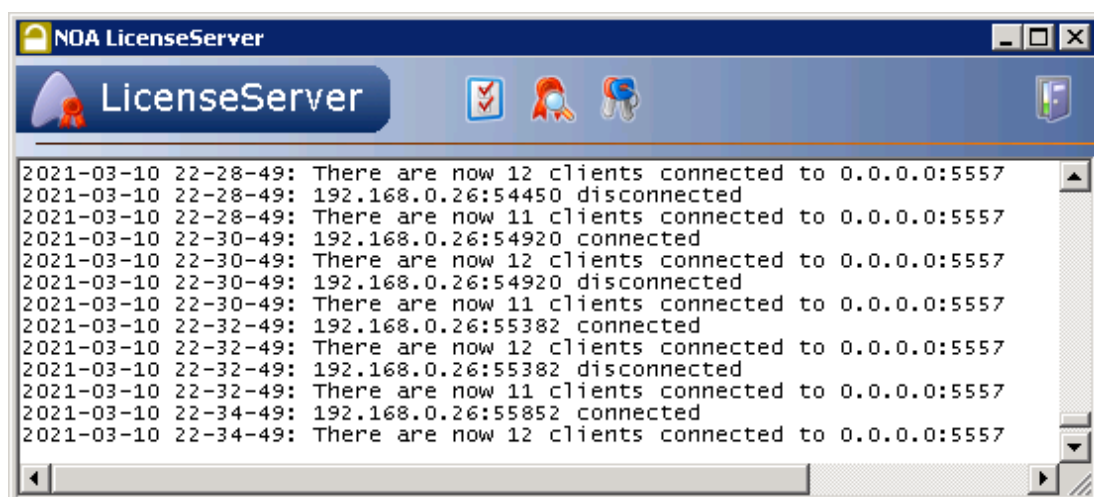 NOA LicenseServer
LicenseServer
2021-03-10 22-28-49: There are now 12 clients connected to 0.0.0.0:5557
2021-03-10 22-28-49: 192.168.0.26:54450 disconnected
2021-03-10 22-28-49: There are now 11 clients connected to 0.0.0.0:5557
2021-03-10 22-30-49: 192.168.0.26:54920 connected
2021-03-10 22-30-49: There are now 12 clients connected to 0.0.0.0:5557
2021-03-10 22-30-49: 192.168.0.26:54920 disconnected
2021-03-10 22-30-49: There are now 11 clients connected to 0.0.0.0:5557
2021-03-10 22-32-49: 192.168.0.26:55382 connected
2021-03-10 22-32-49: There are now 12 clients connected to 0.0.0.0:5557
2021-03-10 22-32-49: 192.168.0.26:55382 disconnected
2021-03-10 22-32-49: There are now 11 clients connected to 0.0.0.0:5557
2021-03-10 22-34-49: 192.168.0.26:55852 connected
2021-03-10 22-34-49: There are now 12 clients connected to 0.0.0.0:5557